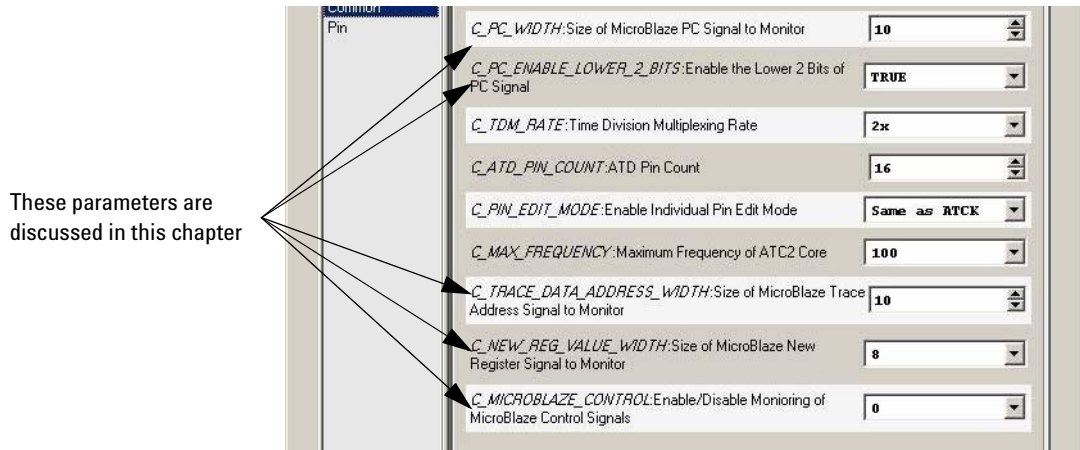 Common
Pin
C_PC_WIDTH:Size of MicroBlaze PC Signal to Monitor
10
C_PC_ENABLE_LOWER_2_BITS:Enable the Lower 2 Bits of
PC Signal
TRUE
C_TDM_RATE:Time Division Multiplexing Rate
2x
C_ATD_PIN_COUNT:ATD Pin Count
16
C_PIN_EDIT_MODE:Enable Individual Pin Edit Mode
Same as ATCK
C_MAX_FREQUENCY:Maximum Frequency of ATC2 Core
100
C_TRACE_DATA_ADDRESS_WIDTH:Size of MicroBlaze Trace
Address Signal to Monitor
10
C_NEW_REG_VALUE_WIDTH:Size of MicroBlaze New
Register Signal to Monitor
8
C_MICROBLAZE_CONTROL:Enable/Disable Monioring of
MicroBlaze Control Signals
0
These parameters are
discussed in this chapter